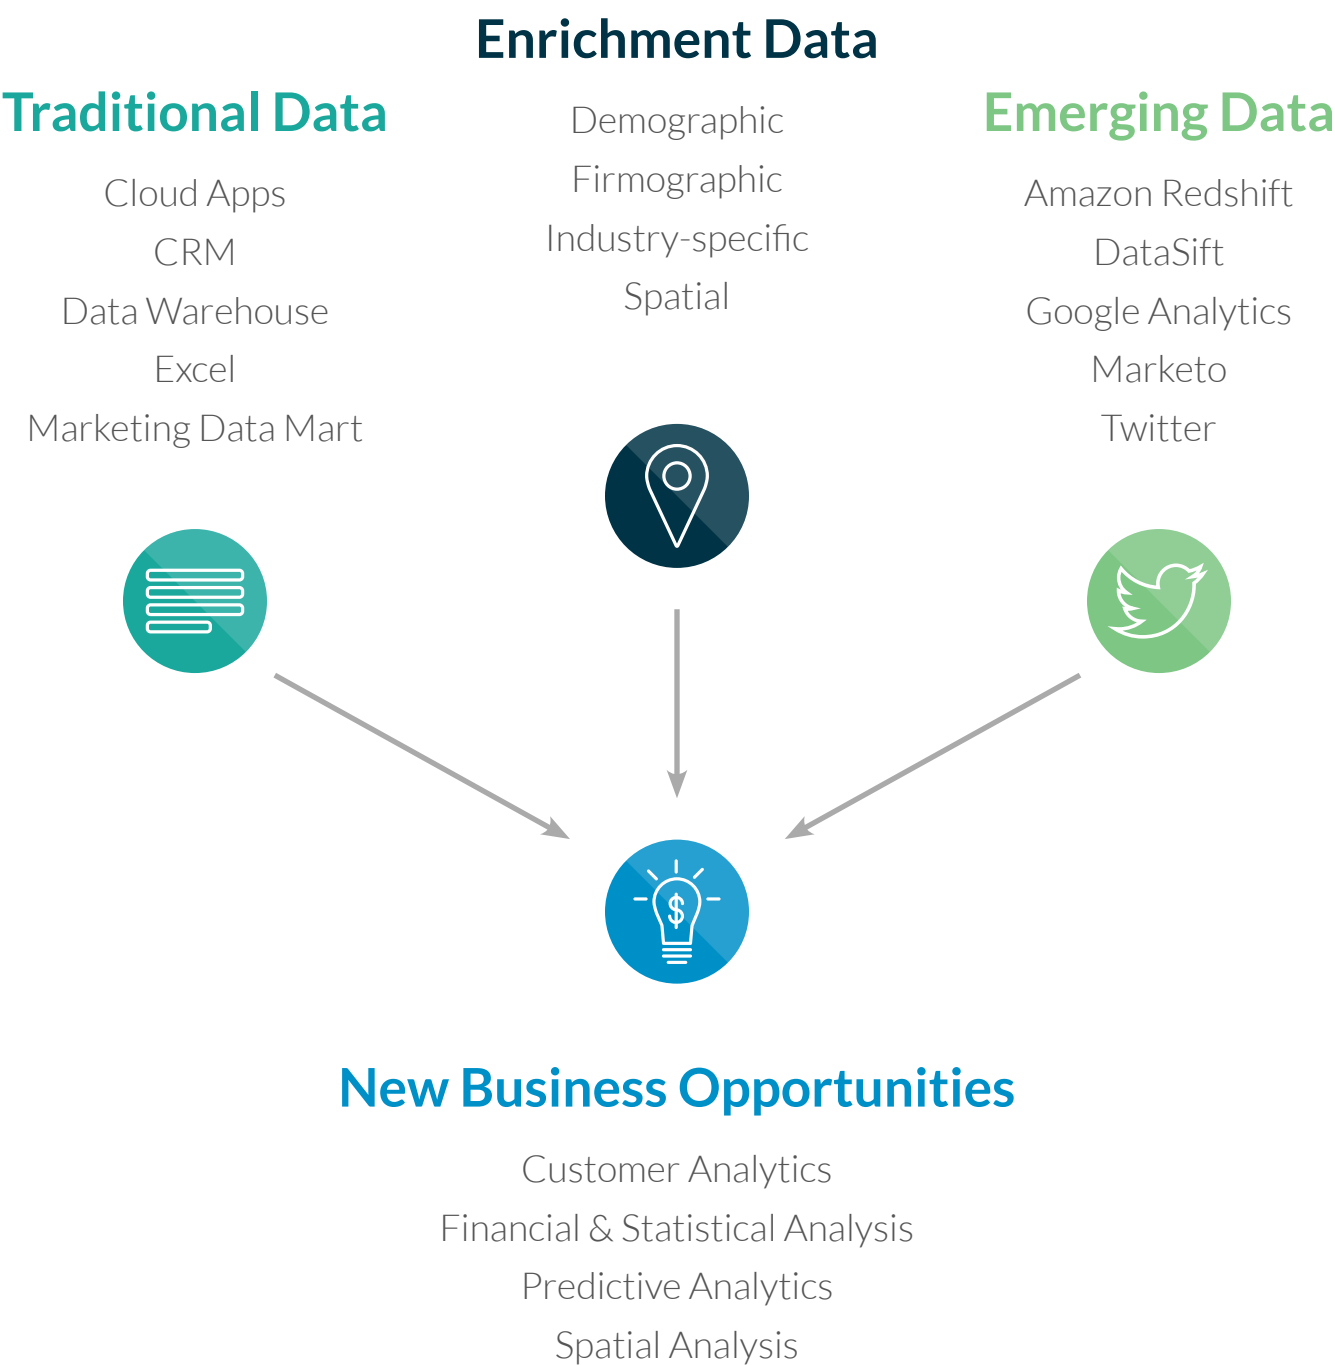 Enrichment Data
Demographic
Firmographic
Industry-specific
Spatial
Traditional Data
Cloud Apps
CRM
Data Warehouse
Excel
Marketing Data Mart
Emerging Data
Amazon Redshift
DataSift
Google Analytics
Marketo
Twitter
$
New Business Opportunities
Customer Analytics
Financial & Statistical Analysis
Predictive Analytics
Spatial Analysis